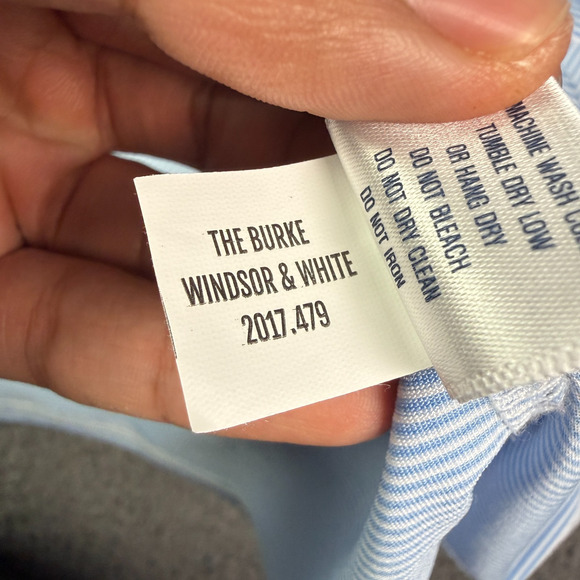 THE BURKE
WINDSOR & WHITE
2017.479
MACHINE WASH
TUMBLE DRY LOW
OR HANG DRY
DO NOT BLEACH
DO NOT DRY CLEAN
DO NOT IRON